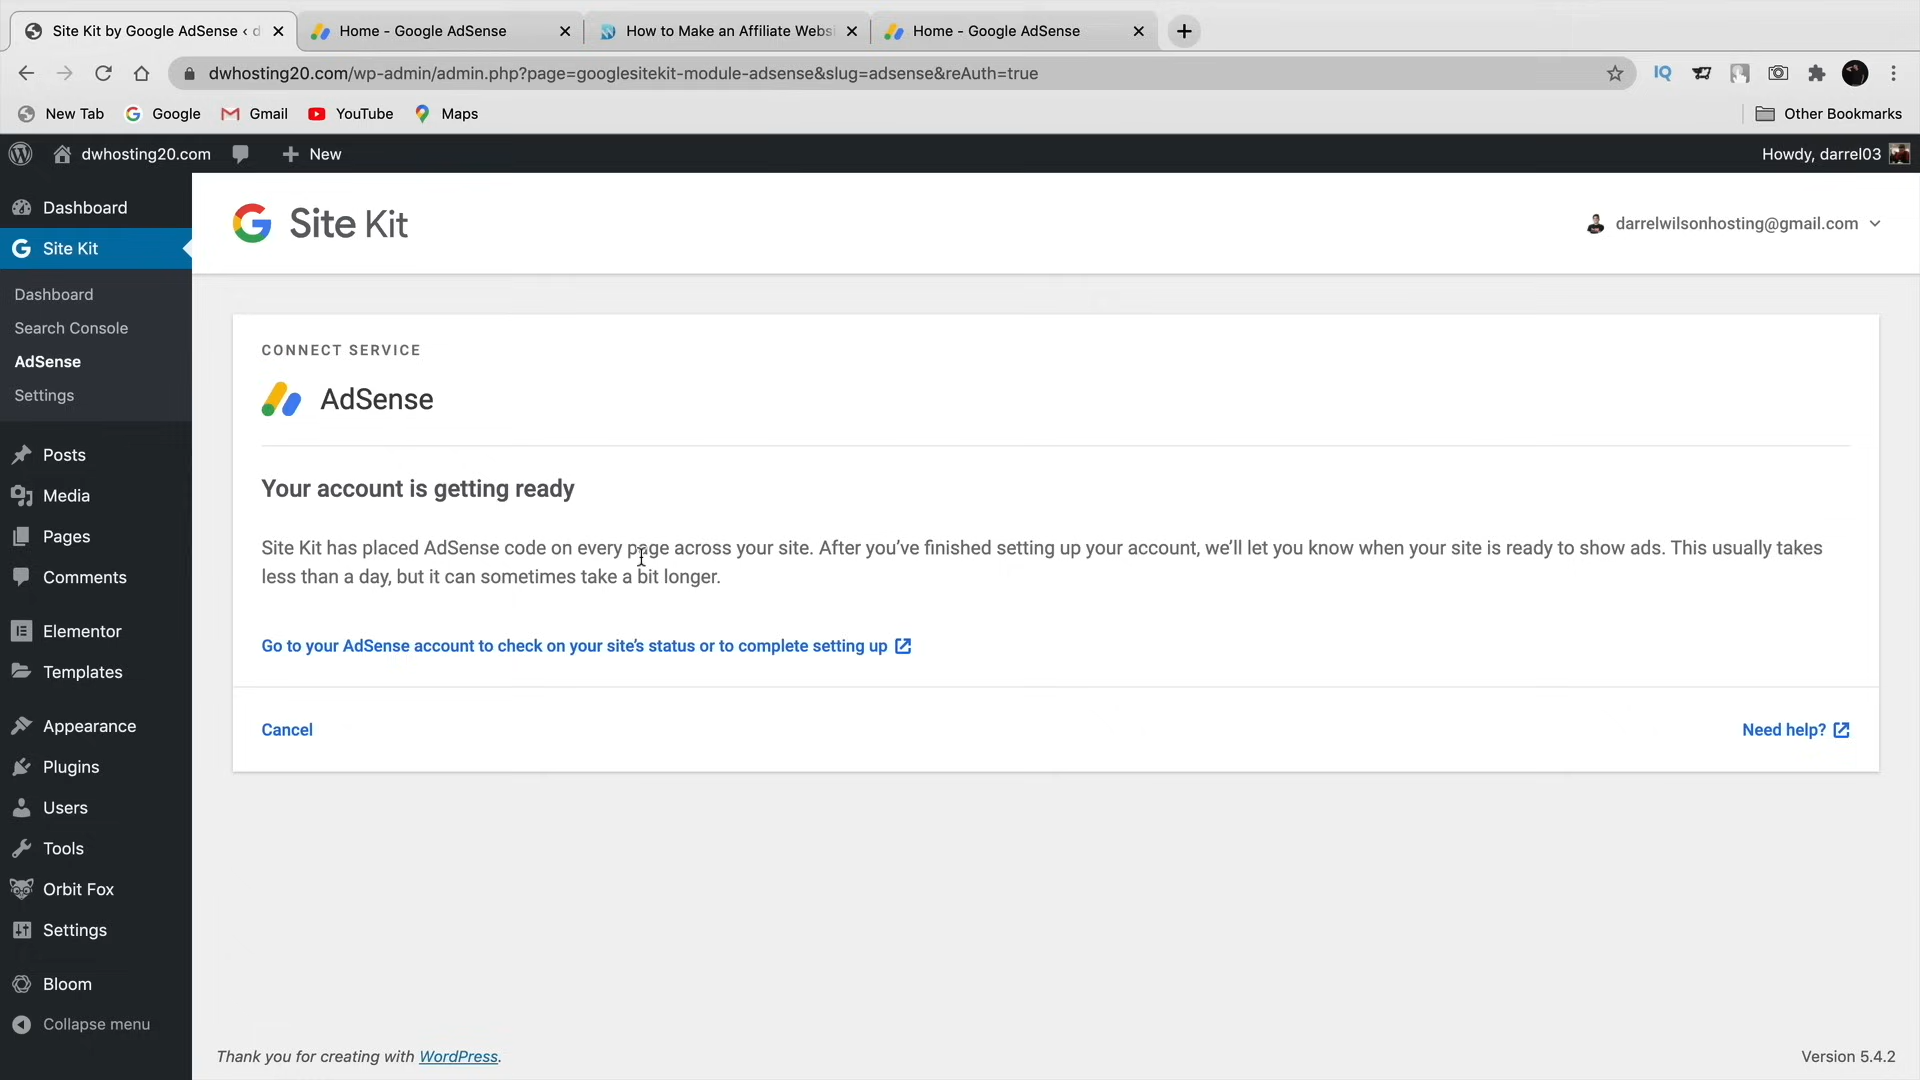 Site Kit by Google AdSense ‹ d
Home - Google AdSense
How to Make an Affiliate Webs
Home - Google AdSense
dwhosting20.com/wp-admin/admin.php?page=googlesitekit-module-adsense&slug=adsense&reAuth=true
IQ
New Tab
Google
Gmail
YouTube
Maps
Other Bookmarks
dwhosting20.com
New
Howdy, darrel03
Dashboard
Site Kit
Dashboard
Search Console
AdSense
Settings
Posts
Media
Pages
Comments
Elementor
Templates
Appearance
Plugins
Users
Tools
Orbit Fox
Settings
Bloom
Collapse menu
Site Kit
darrelwilsonhosting@gmail.com
CONNECT SERVICE
AdSense
Your account is getting ready
Site Kit has placed AdSense code on every page across your site. After you’ve finished setting up your account, we’ll let you know when your site is ready to show ads. This usually takes
less than a day, but it can sometimes take a bit longer.
Go to your AdSense account to check on your site’s status or to complete setting up
Cancel
Need help?
Thank you for creating with WordPress.
Version 5.4.2